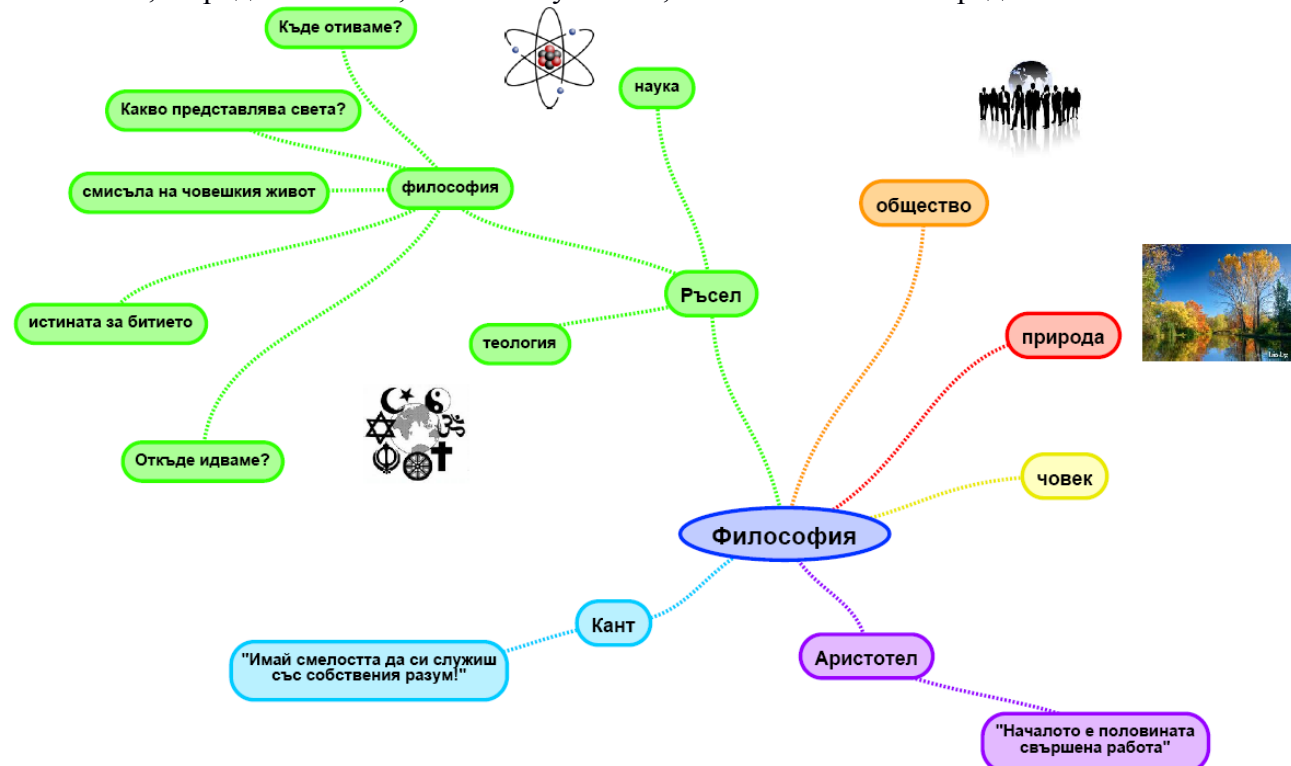 Къде отиваме?
наука
Какво представлява света?
смисъла на човешкия живот
философия
общество
Ръсел
истината за битието
теология
природа
Откъде идваме?
човек
Философия
Кант
"Имай смелостта да си служиш
със собствения разум!"
Аристотел
"Началото е половината
свършена работа"